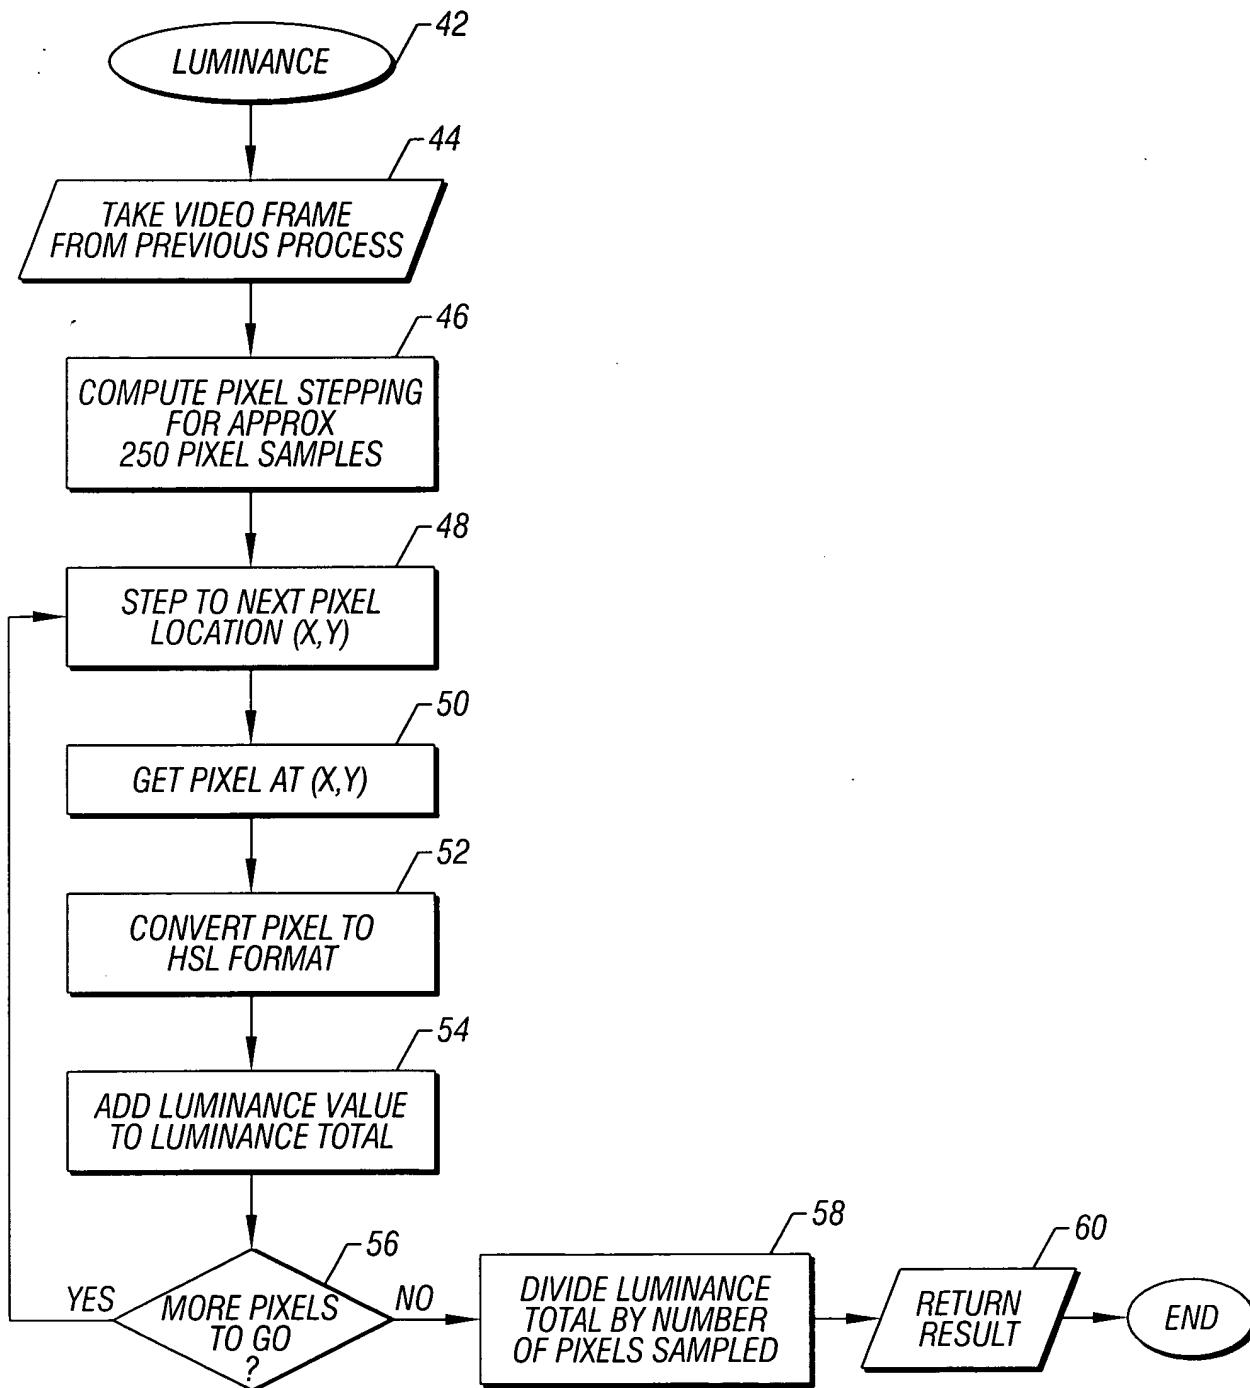 42
LUMINANCE
44
TAKE VIDEO FRAME
FROM PREVIOUS PROCESS
46
COMPUTE PIXEL STEPPING
FOR APPROX
250 PIXEL SAMPLES
48
STEP TO NEXT PIXEL
LOCATION (X,Y)
50
GET PIXEL AT (X,Y)
52
CONVERT PIXEL TO
HSL FORMAT
54
ADD LUMINANCE VALUE
TO LUMINANCE TOTAL
56
YES
MORE PIXELS
TO GO
?
NO
58
DIVIDE LUMINANCE
TOTAL BY NUMBER
OF PIXELS SAMPLED
60
RETURN
RESULT
END